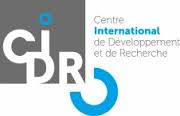 CIDR
Centre
International
de Développement
et de Recherche